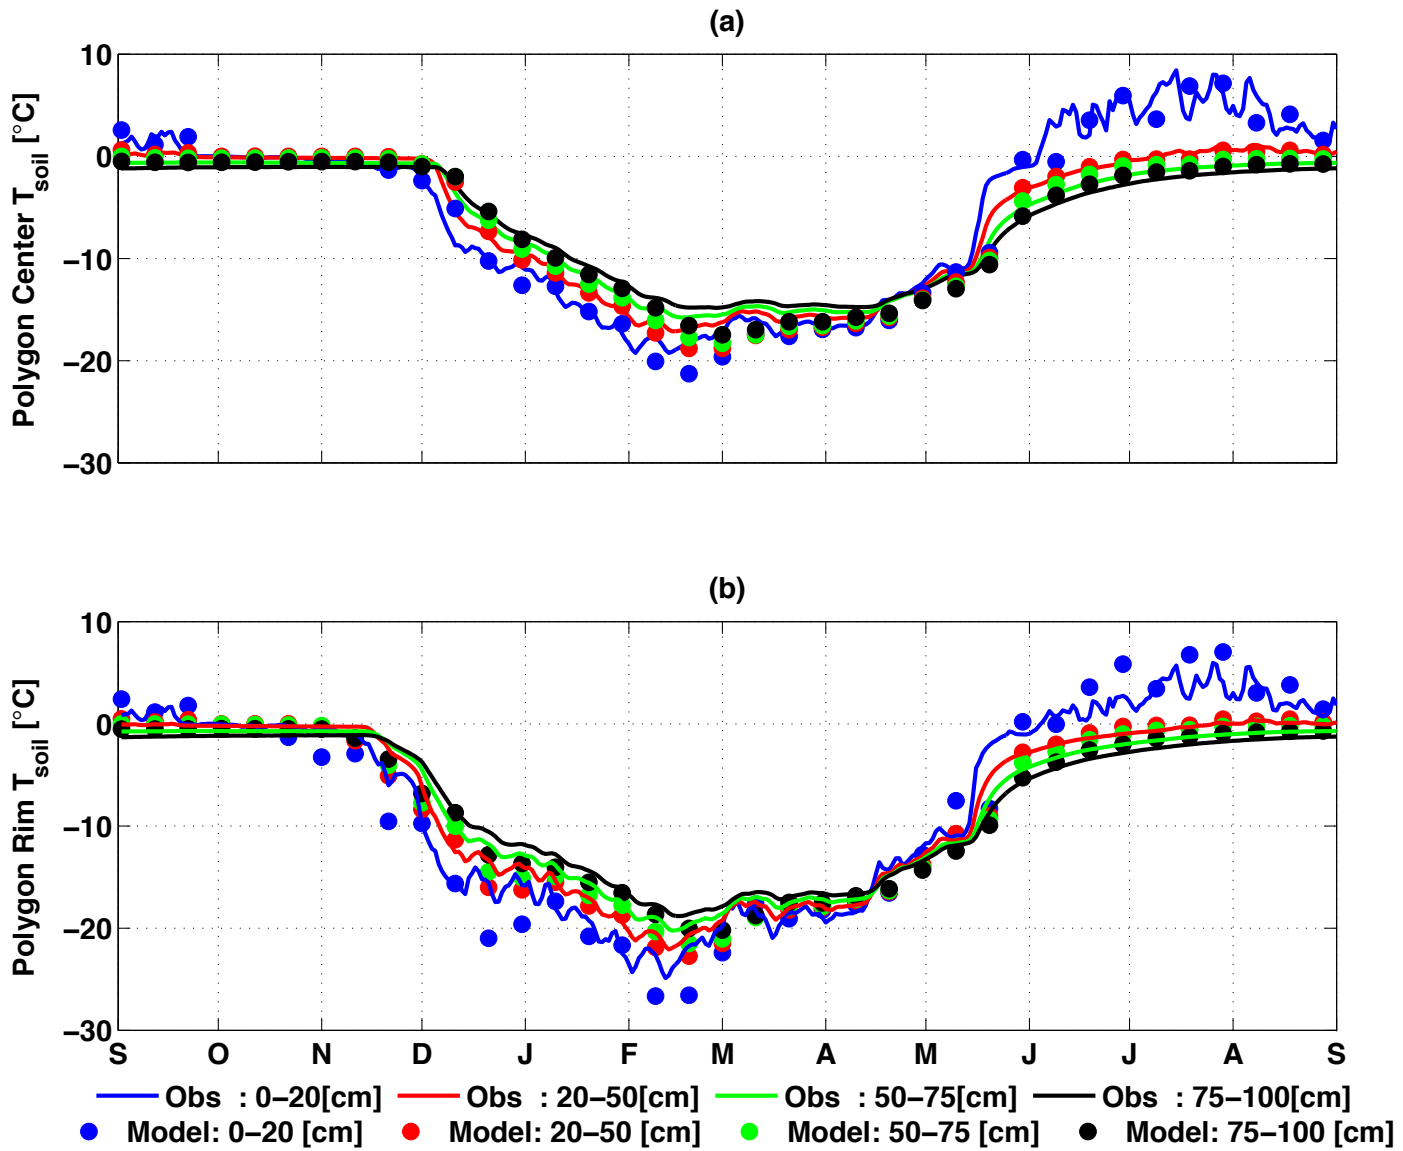 (a)
10
0
−10
−20
−30
Polygon Center Tsoil [°C]
(b)
10
0
−10
−20
−30
Polygon Rim Tsoil [°C]
S O N D J F M A M J J A S
Obs : 0−20[cm] Obs : 20−50[cm] Obs : 50−75[cm] Obs : 75−100[cm]
Model: 0−20 [cm] Model: 20−50 [cm] Model: 50−75 [cm] Model: 75−100 [cm]